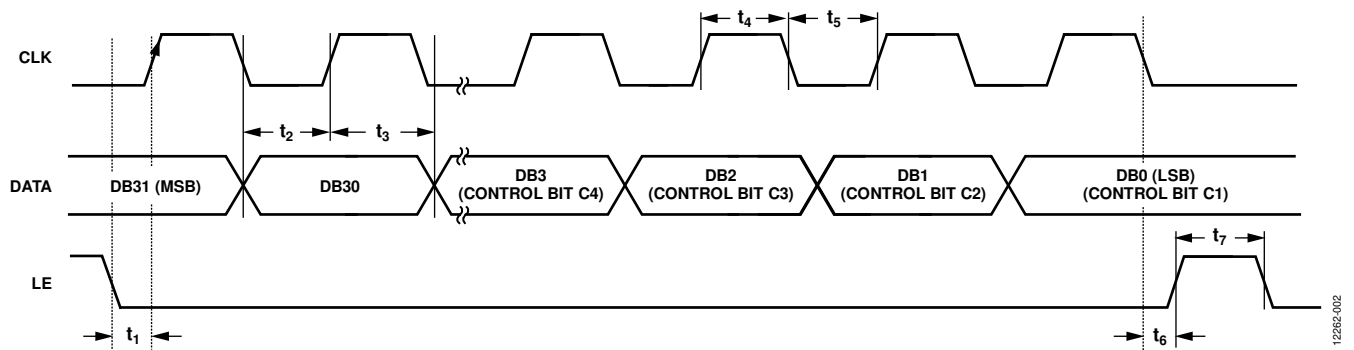 t4
t5
CLK
t2
t3
DATA
DB31 (MSB)
DB30
DB3
(CONTROL BIT C4)
DB2
(CONTROL BIT C3)
DB1
(CONTROL BIT C2)
DB0 (LSB)
(CONTROL BIT C1)
LE
t7
t1
t6
12262-002